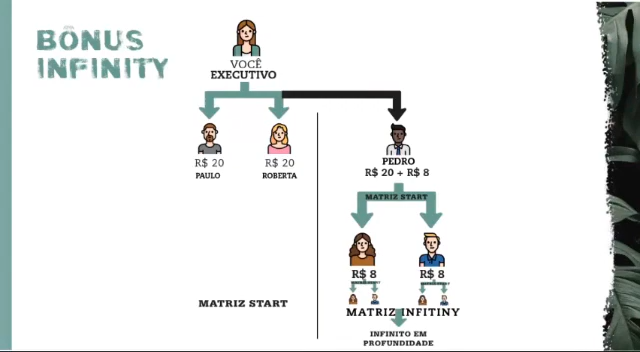 BÔNUS
INFINITY
VOCÊ
EXECUTIVO
R$ 20
PAULO
R$ 20
ROBERTA
PEDRO
R$ 20 + R$ 8
MATRIZ START
R$ 8
R$ 8
MATRIZ START
MATRIZ INFITINY
INFINITO EM
PROFUNDIDADE